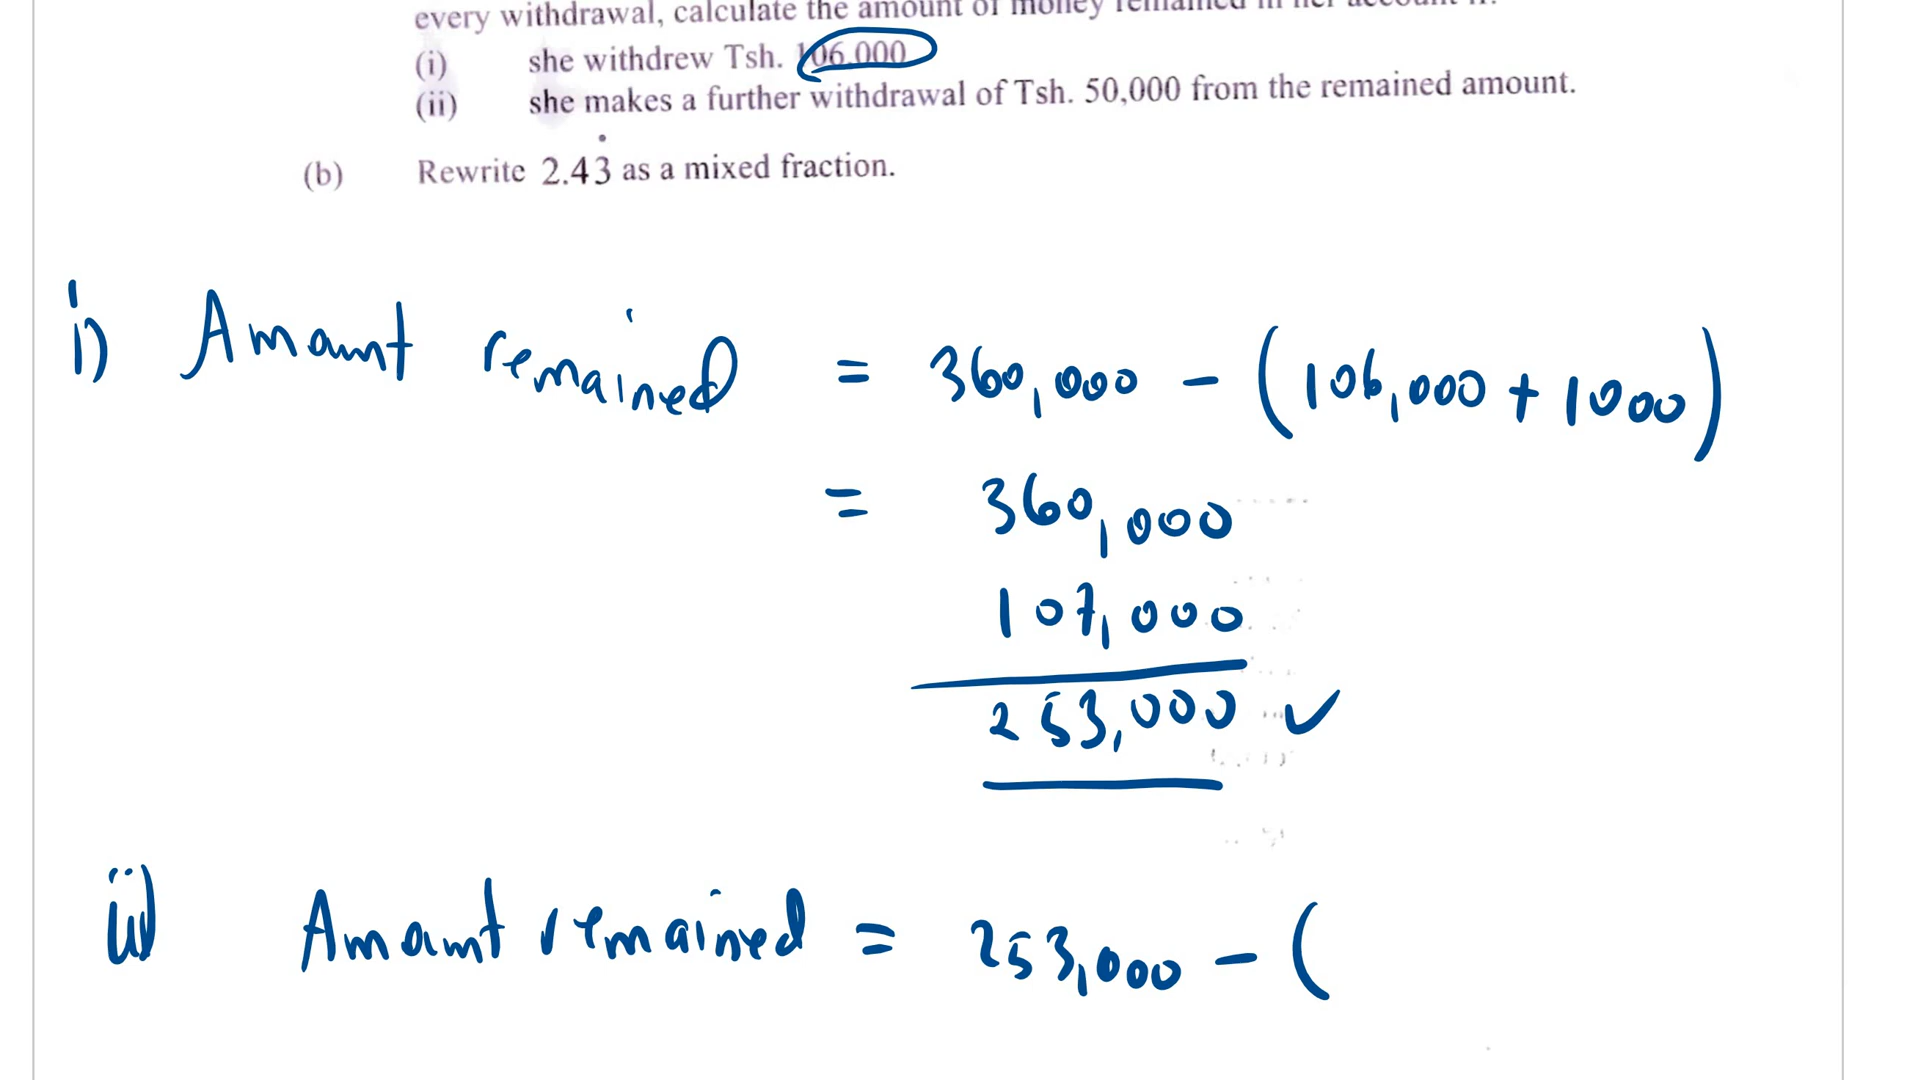 every withdrawal, calculate the amount of money remained in her account if:
(i) she withdrew Tsh. 106,000
(ii) she makes a further withdrawal of Tsh. 50,000 from the remained amount.
(b) Rewrite 2.43̇ as a mixed fraction.
i) Amount remained = 360,000 - (106,000 + 1000)
= 360,000
107,000
253,000 ✓
ii) Amount remained = 253,000 - (